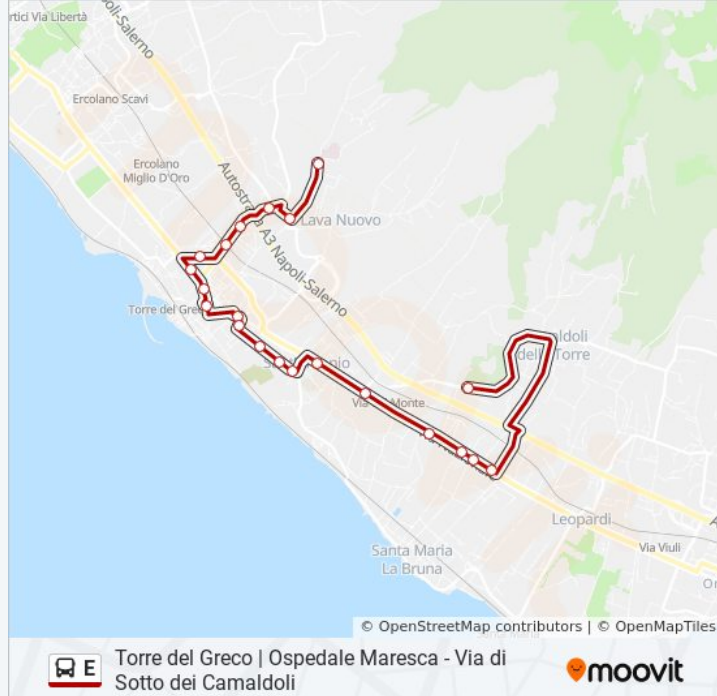 rtici Via Libertà
oli-Salerno
Ercolano Scavi
Ercolano
Miglio D'Oro
Autostrada A3 Napoli-Salerno
Lava Nuovo
Torre del Gre
Via
Monte
aldoli
della Torre
Leopardi
Via Viuli
Santa Maria
La Bruna
© OpenStreetMap contributors | © OpenMapTiles
E
Torre del Greco | Ospedale Maresca - Via di
Sotto dei Camaldoli
moovit